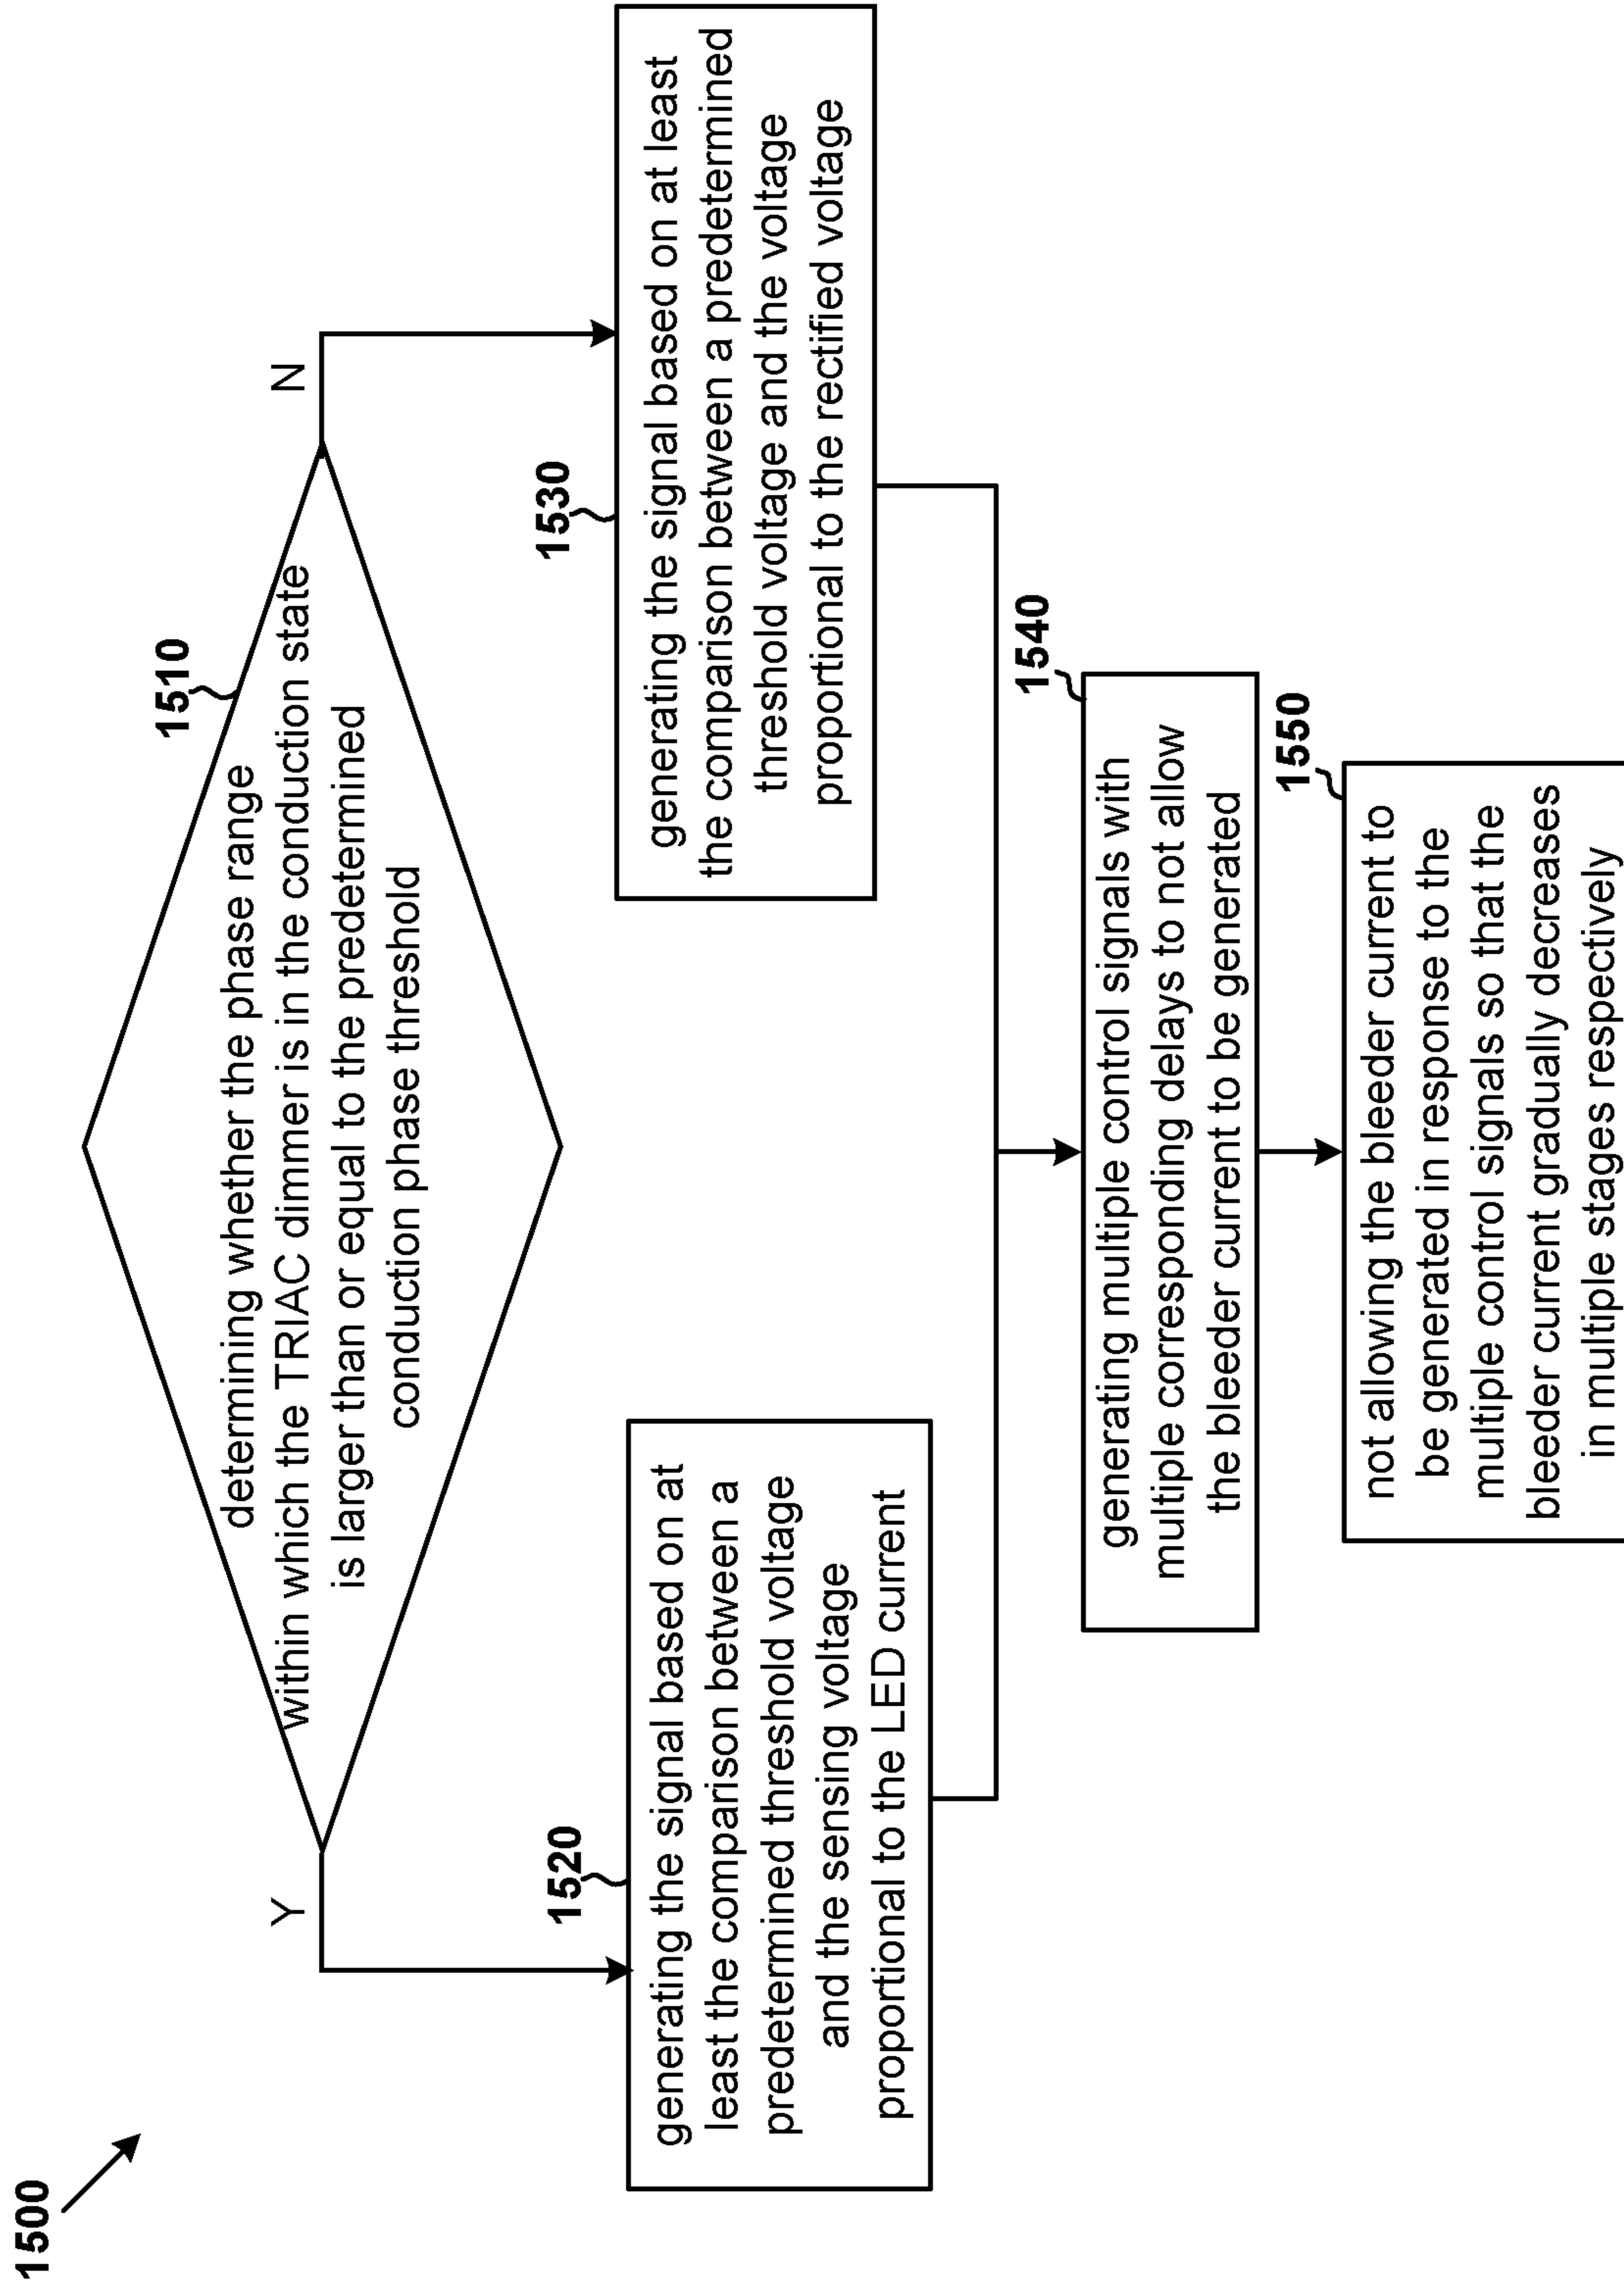 1500
1510
determining whether the phase range
within which the TRIAC dimmer is in the conduction state
is larger than or equal to the predetermined
conduction phase threshold
Y
N
1520
generating the signal based on at
least the comparison between a
predetermined threshold voltage
and the sensing voltage
proportional to the LED current
1530
generating the signal based on at least
the comparison between a predetermined
threshold voltage and the voltage
proportional to the rectified voltage
1540
generating multiple control signals with
multiple corresponding delays to not allow
the bleeder current to be generated
1550
not allowing the bleeder current to
be generated in response to the
multiple control signals so that the
bleeder current gradually decreases
in multiple stages respectively